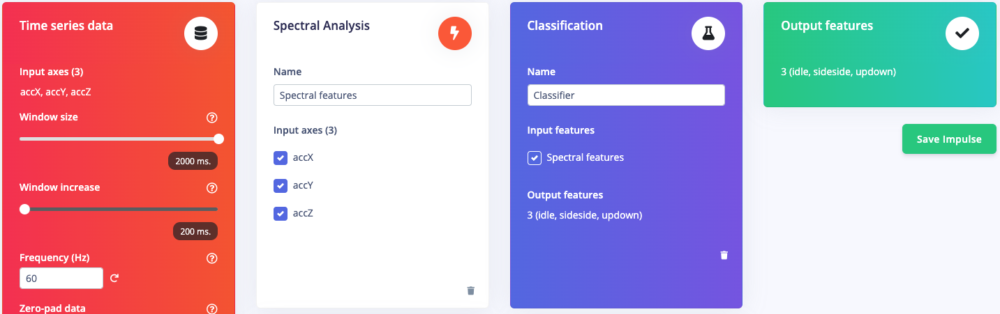 Time series data
Input axes (3)
accX, accY, accZ
Window size
2000 ms.
Window increase
200 ms.
Frequency (Hz)
60
Zero-pad data
Spectral Analysis
Name
Spectral features
Input axes (3)
accX
accY
accZ
Classification
Name
Classifier
Input features
Spectral features
Output features
3 (idle, sideside, updown)
Output features
3 (idle, sideside, updown)
Save Impulse